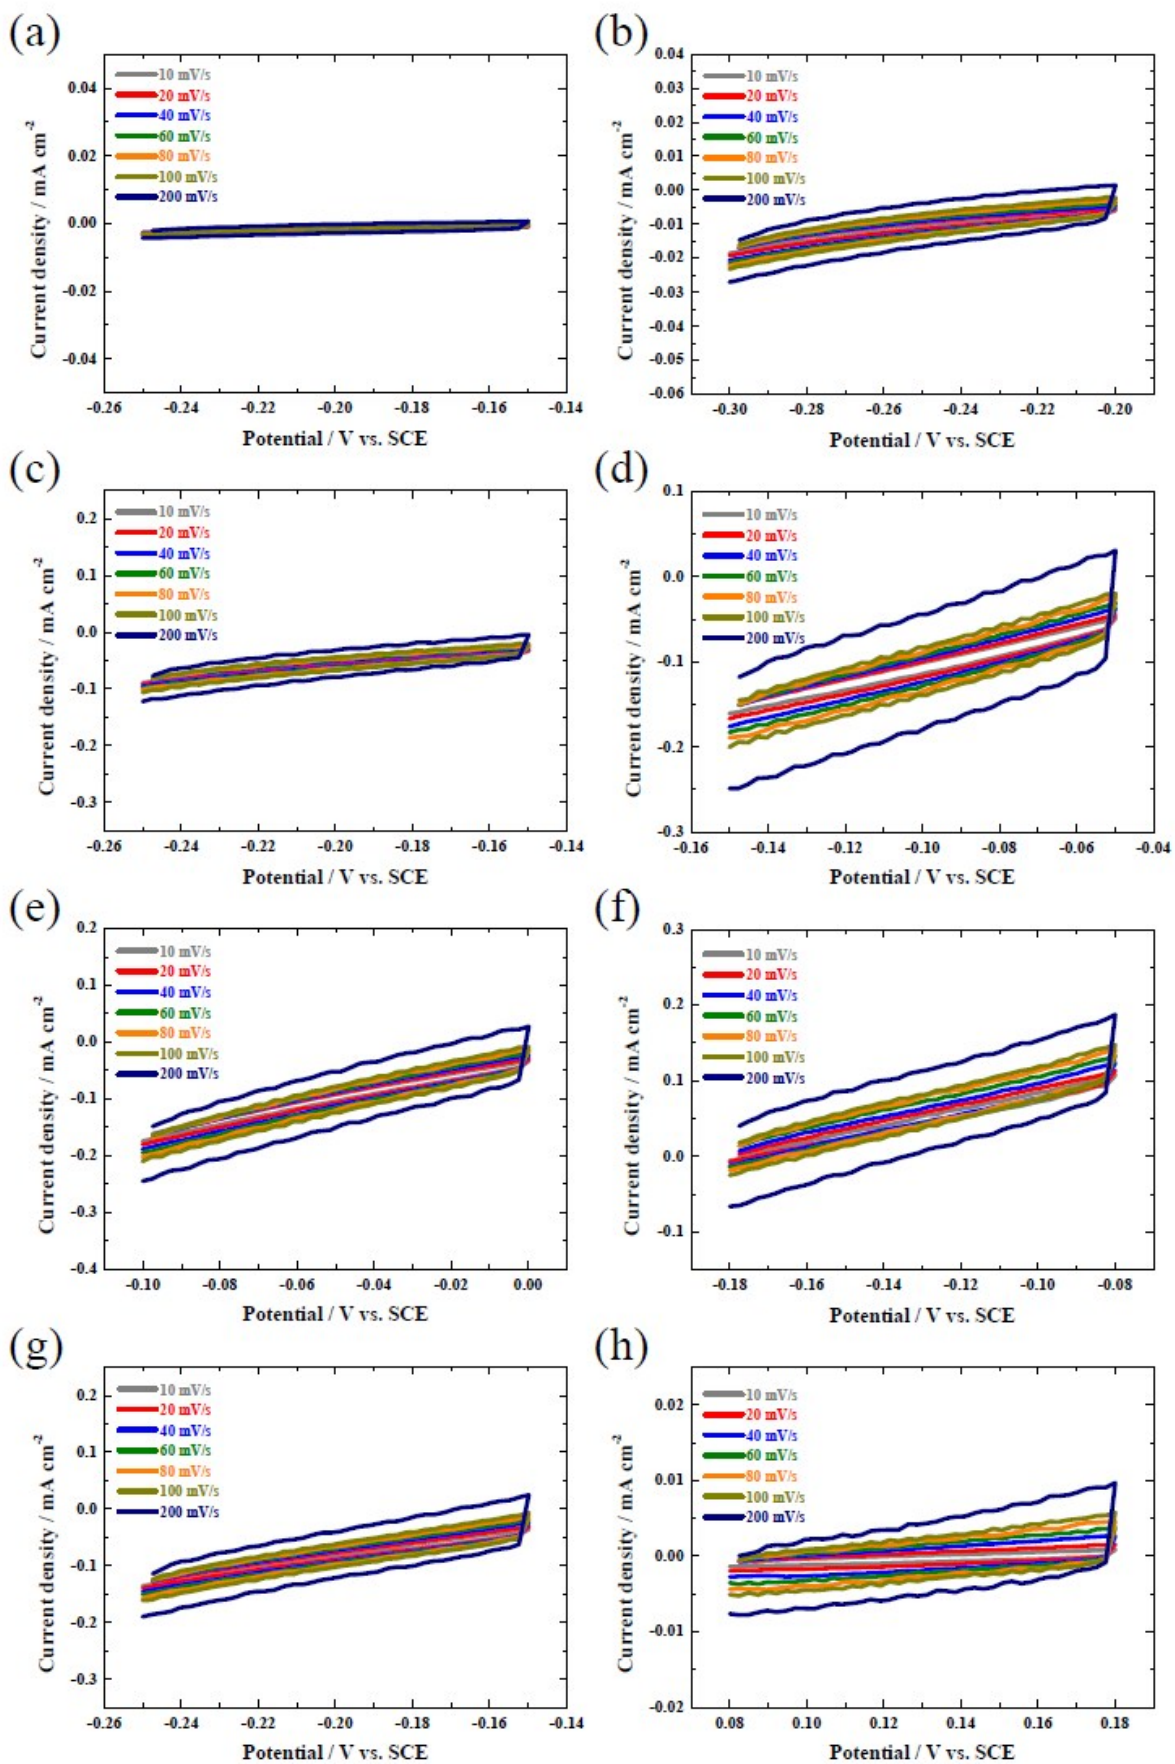 (a)
10 mV/s
20 mV/s
40 mV/s
60 mV/s
80 mV/s
100 mV/s
200 mV/s
0.04
0.02
0.00
-0.02
-0.04
-0.26
-0.24
-0.22
-0.20
-0.18
-0.16
-0.14
Current density / mA cm-2
Potential / V vs. SCE
(b)
10 mV/s
20 mV/s
40 mV/s
60 mV/s
80 mV/s
100 mV/s
200 mV/s
0.04
0.03
0.02
0.01
0.00
-0.01
-0.02
-0.03
-0.04
-0.05
-0.06
-0.30
-0.28
-0.26
-0.24
-0.22
-0.20
Current density / mA cm-2
Potential / V vs. SCE
(c)
10 mV/s
20 mV/s
40 mV/s
60 mV/s
80 mV/s
100 mV/s
200 mV/s
0.2
0.1
0.0
-0.1
-0.2
-0.3
-0.26
-0.24
-0.22
-0.20
-0.18
-0.16
-0.14
Current density / mA cm-2
Potential / V vs. SCE
(d)
10 mV/s
20 mV/s
40 mV/s
60 mV/s
80 mV/s
100 mV/s
200 mV/s
0.1
0.0
-0.1
-0.2
-0.3
-0.16
-0.14
-0.12
-0.10
-0.08
-0.06
-0.04
Current density / mA cm-2
Potential / V vs. SCE
(e)
10 mV/s
20 mV/s
40 mV/s
60 mV/s
80 mV/s
100 mV/s
200 mV/s
0.2
0.1
0.0
-0.1
-0.2
-0.3
-0.4
-0.10
-0.08
-0.06
-0.04
-0.02
0.00
Current density / mA cm-2
Potential / V vs. SCE
(f)
10 mV/s
20 mV/s
40 mV/s
60 mV/s
80 mV/s
100 mV/s
200 mV/s
0.3
0.2
0.1
0.0
-0.1
-0.18
-0.16
-0.14
-0.12
-0.10
-0.08
Current density / mA cm-2
Potential / V vs. SCE
(g)
10 mV/s
20 mV/s
40 mV/s
60 mV/s
80 mV/s
100 mV/s
200 mV/s
0.2
0.1
0.0
-0.1
-0.2
-0.3
-0.26
-0.24
-0.22
-0.20
-0.18
-0.16
-0.14
Current density / mA cm-2
Potential / V vs. SCE
(h)
10 mV/s
20 mV/s
40 mV/s
60 mV/s
80 mV/s
100 mV/s
200 mV/s
0.02
0.01
0.00
-0.01
-0.02
0.08
0.10
0.12
0.14
0.16
0.18
Current density / mA cm-2
Potential / V vs. SCE